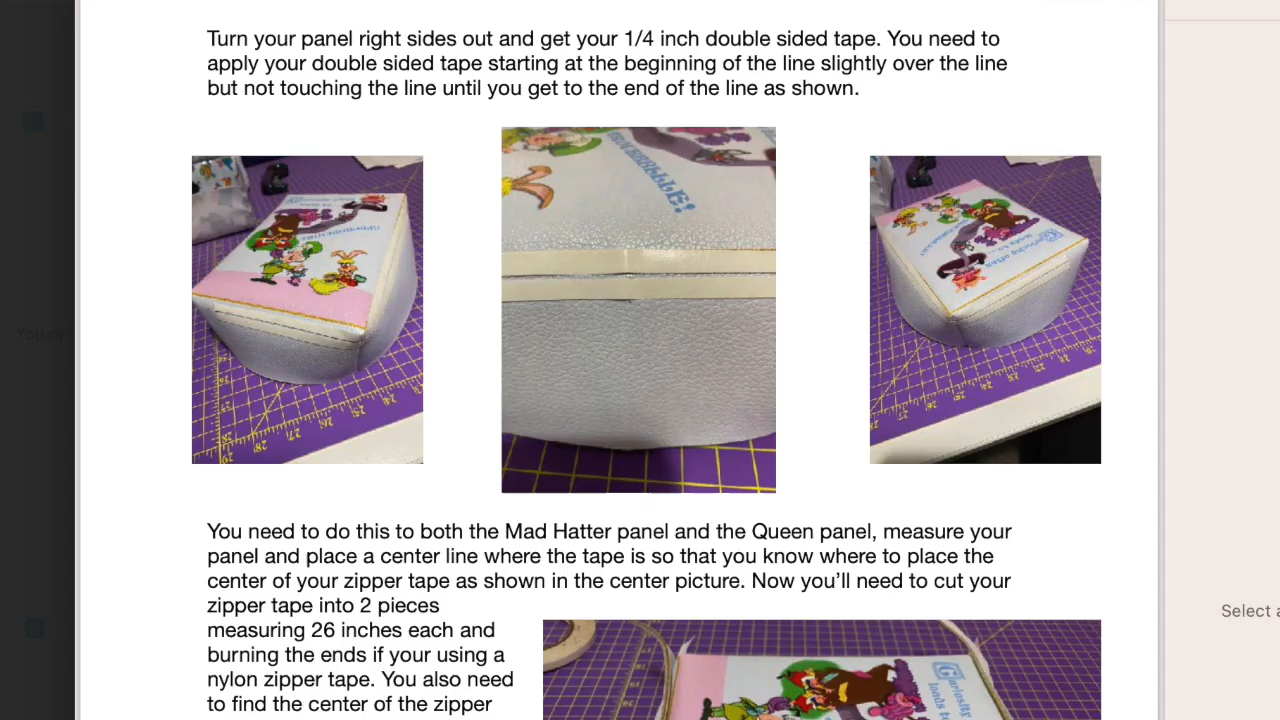 Turn your panel right sides out and get your 1/4 inch double sided tape. You need to
apply your double sided tape starting at the beginning of the line slightly over the line
but not touching the line until you get to the end of the line as shown.
You need to do this to both the Mad Hatter panel and the Queen panel, measure your
panel and place a center line where the tape is so that you know where to place the
center of your zipper tape as shown in the center picture. Now you’ll need to cut your
zipper tape into 2 pieces
measuring 26 inches each and
burning the ends if your using a
nylon zipper tape. You also need
to find the center of the zipper
Select a
Curiosity